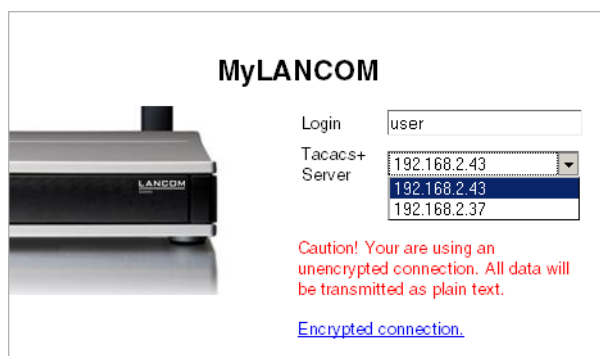 MyLANCOM
LANCOM
Login
user
Tacacs+
Server
192.168.2.43
192.168.2.43
192.168.2.37
Caution! Your are using an
unencrypted connection. All data will
be transmitted as plain text.
Encrypted connection.